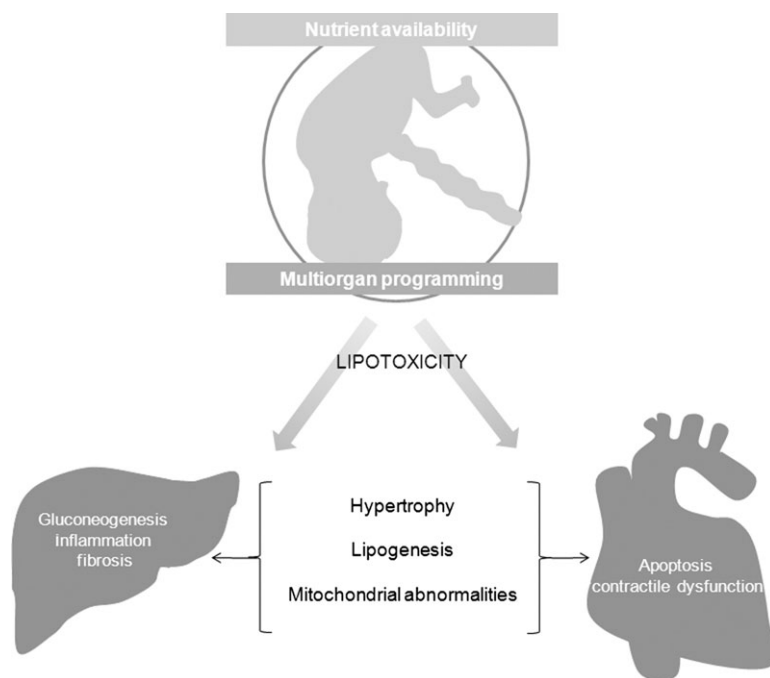 Nutrient availability
Multiorgan programming
LIPOTOXICITY
Gluconeogenesis
inflammation
fibrosis
Hypertrophy
Lipogenesis
Mitochondrial abnormalities
Apoptosis
contractile dysfunction